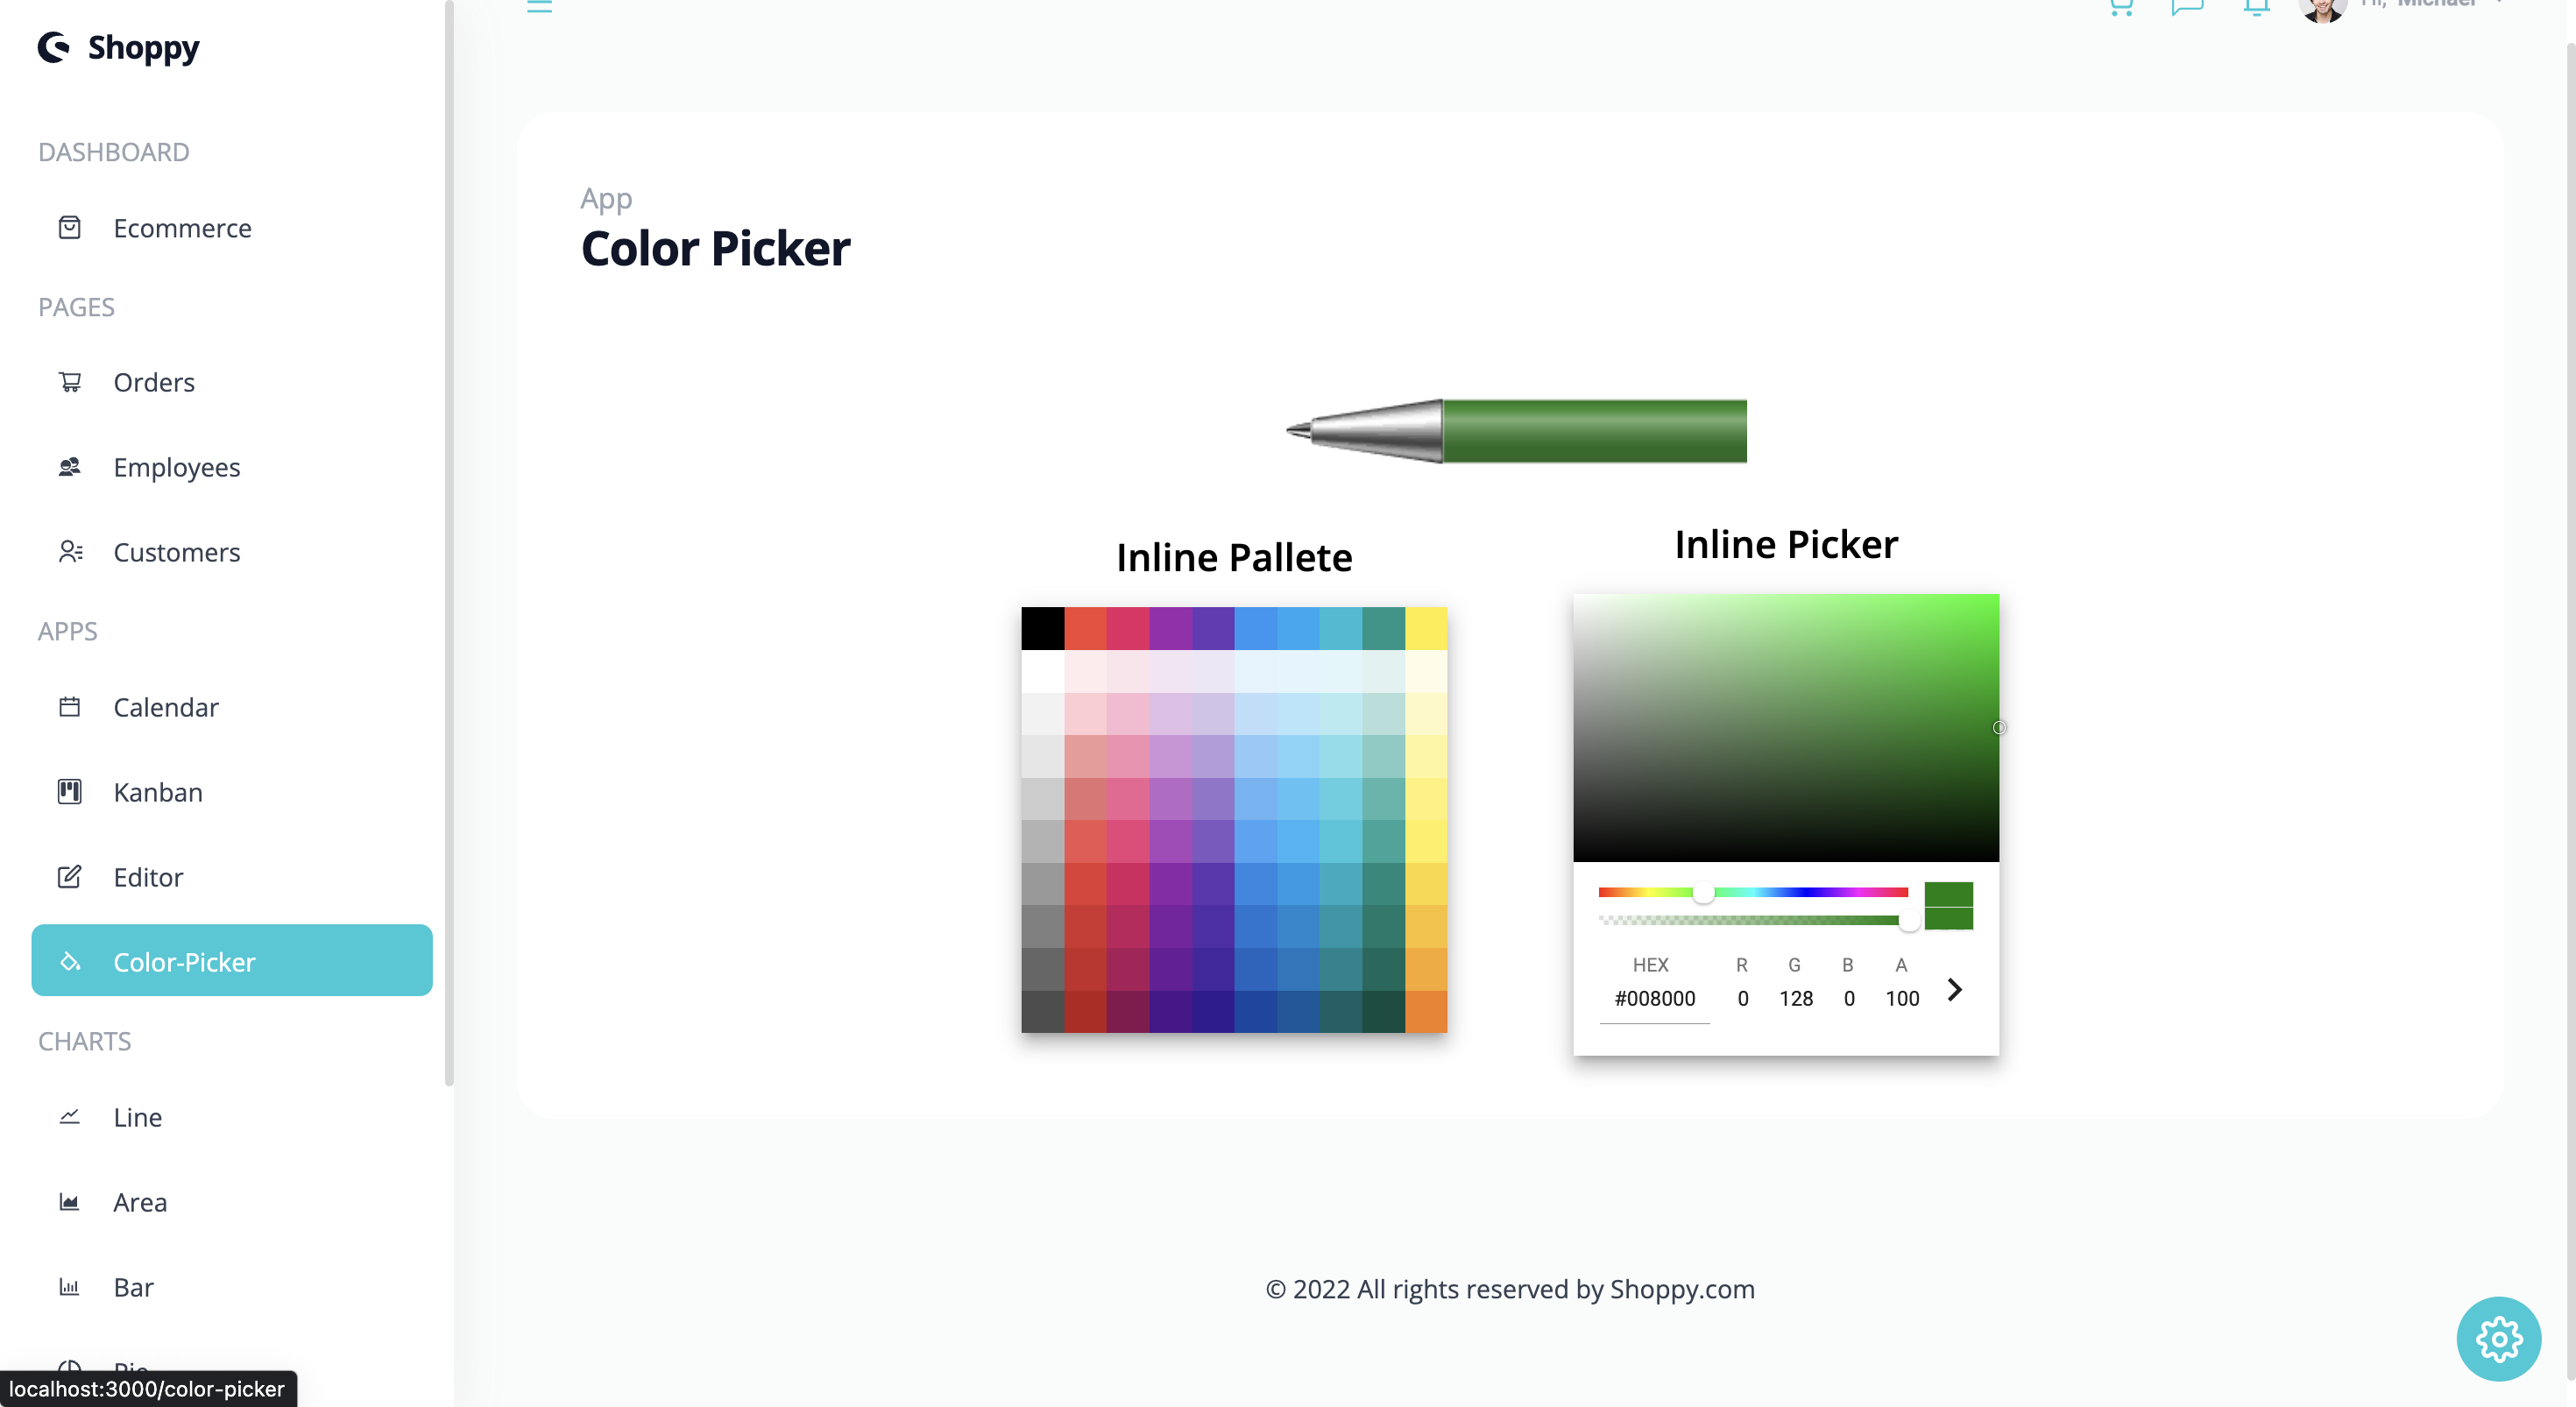 Hi, Michael
Shoppy
DASHBOARD
Ecommerce
PAGES
Orders
Employees
Customers
APPS
Calendar
Kanban
Editor
Color-Picker
CHARTS
Line
Area
Bar
Pie
localhost:3000/color-picker
App
Color Picker
Inline Pallete
Inline Picker
HEX R G B A
#008000 0 128 0 100
© 2022 All rights reserved by Shoppy.com